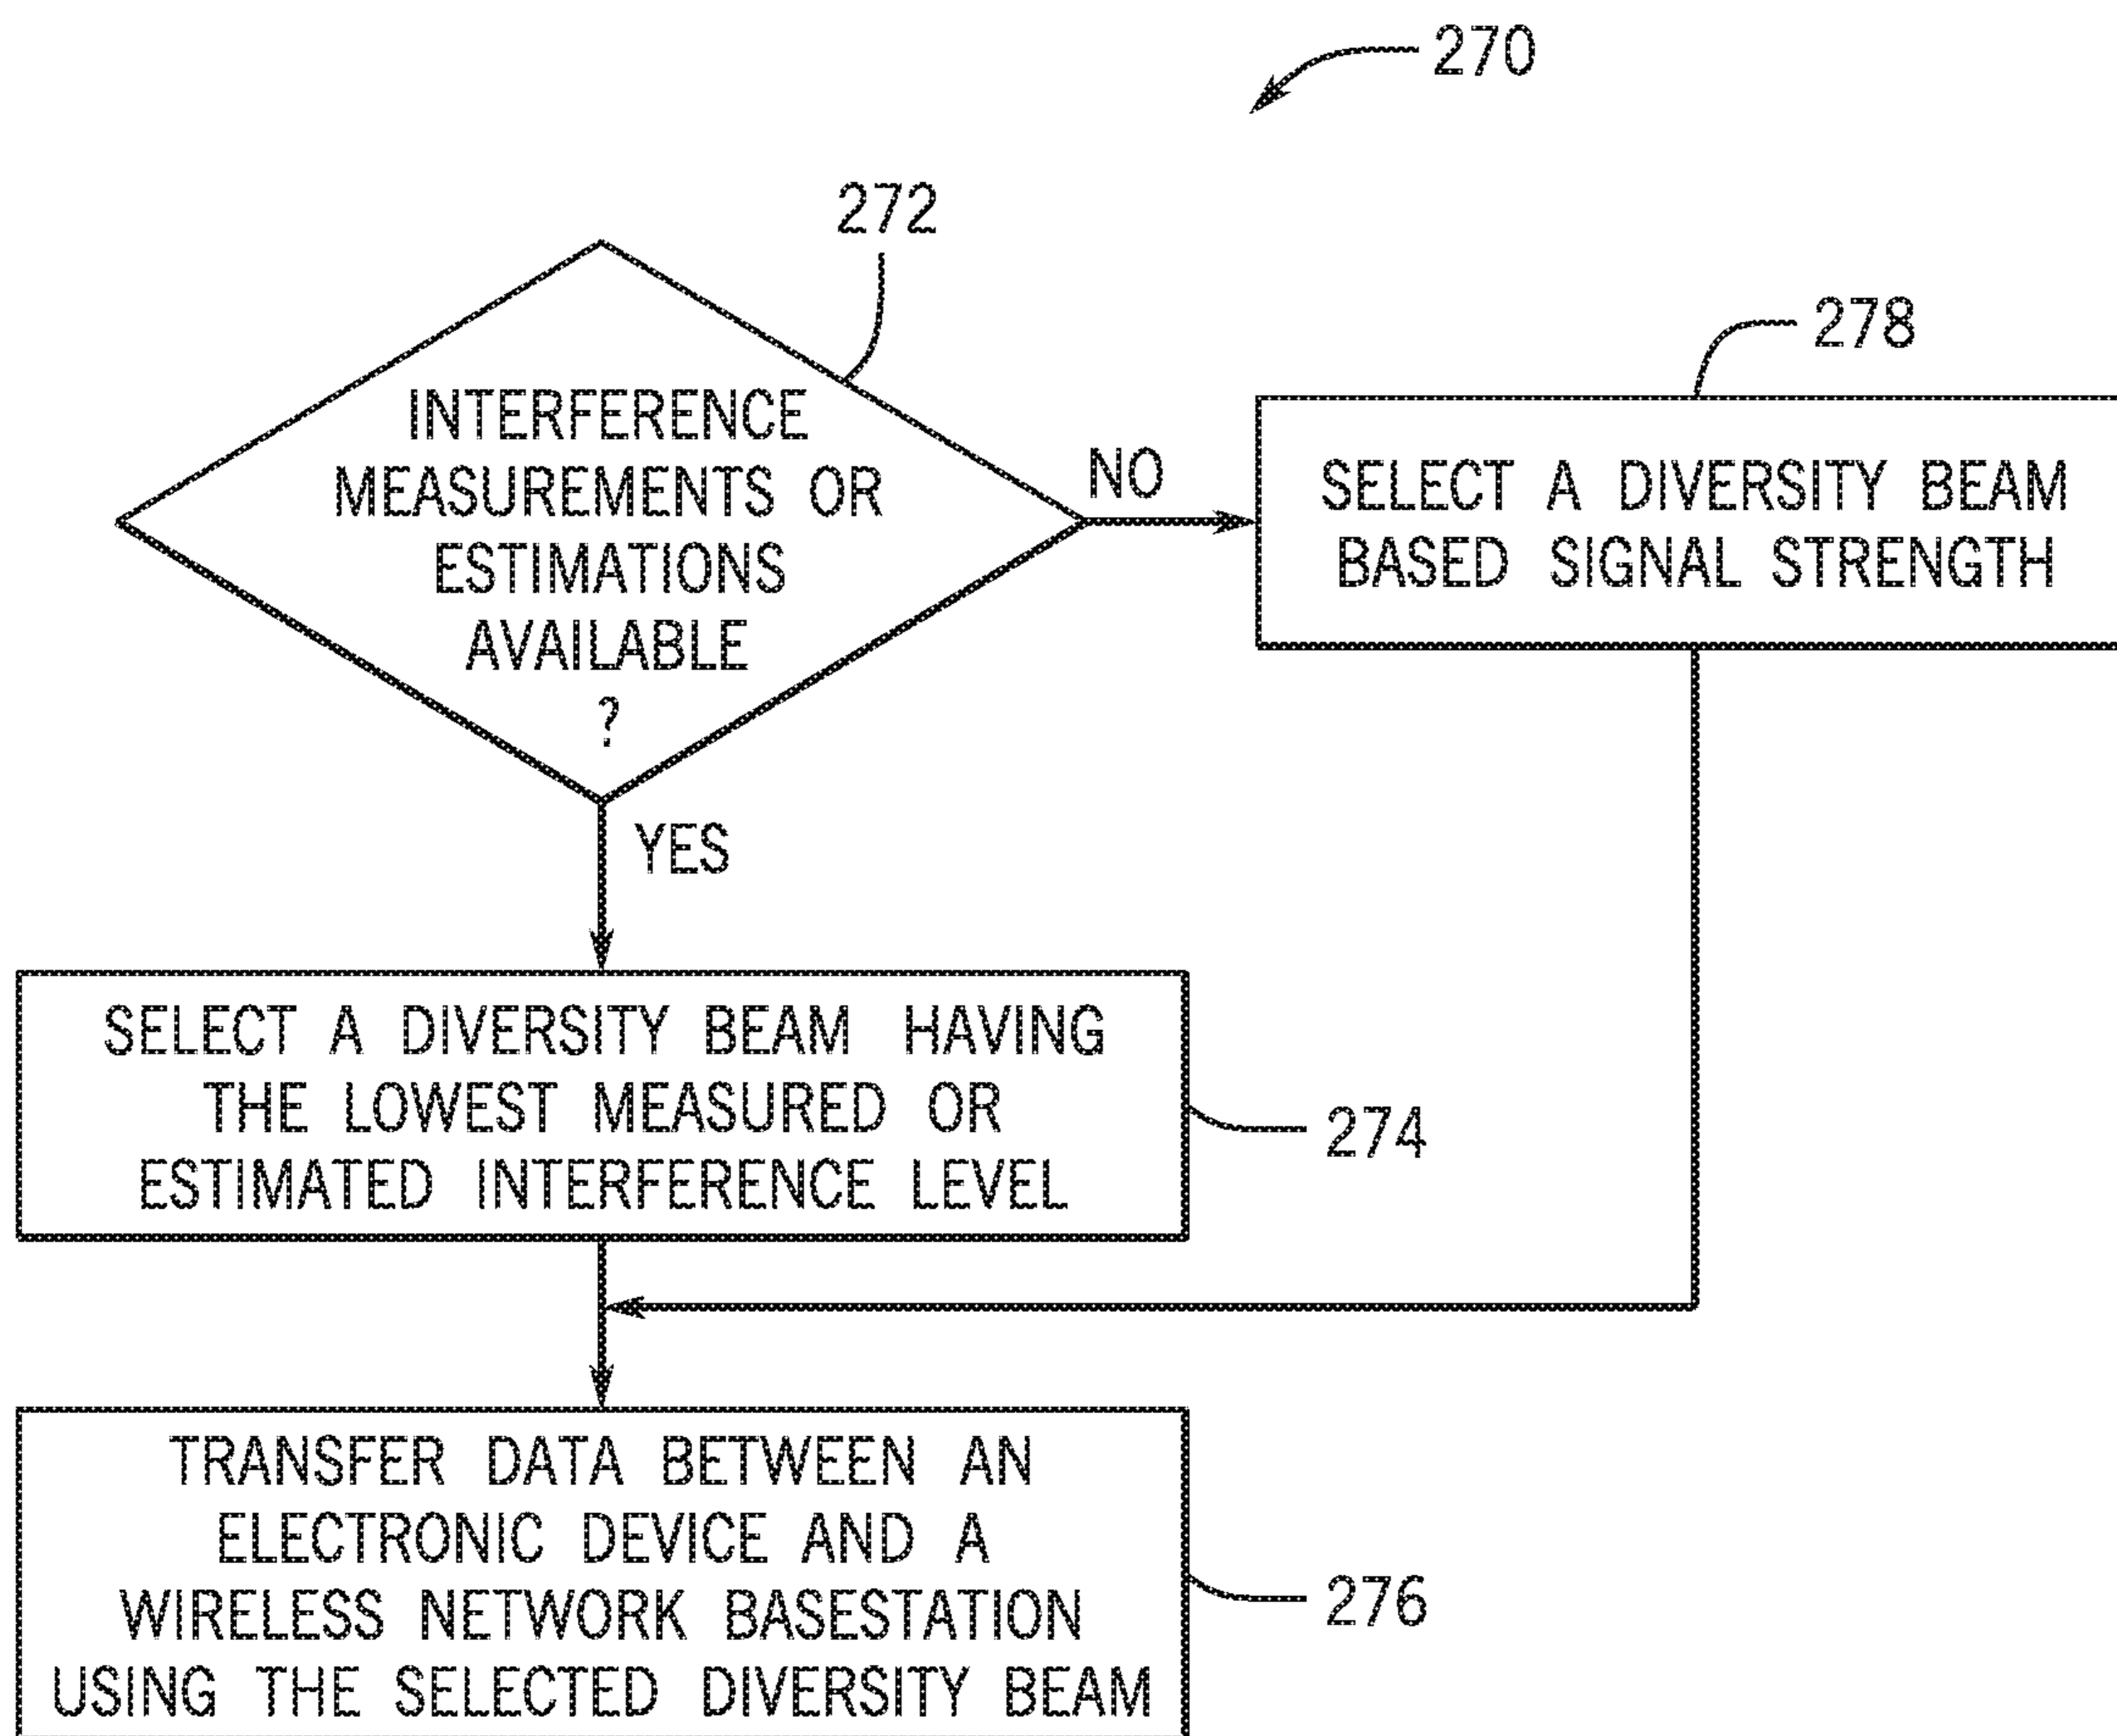 270
272
INTERFERENCE
MEASUREMENTS OR
ESTIMATIONS
AVAILABLE
?
NO
278
SELECT A DIVERSITY BEAM
BASED SIGNAL STRENGTH
YES
SELECT A DIVERSITY BEAM HAVING
THE LOWEST MEASURED OR
ESTIMATED INTERFERENCE LEVEL
274
TRANSFER DATA BETWEEN AN
ELECTRONIC DEVICE AND A
WIRELESS NETWORK BASESTATION
USING THE SELECTED DIVERSITY BEAM
276